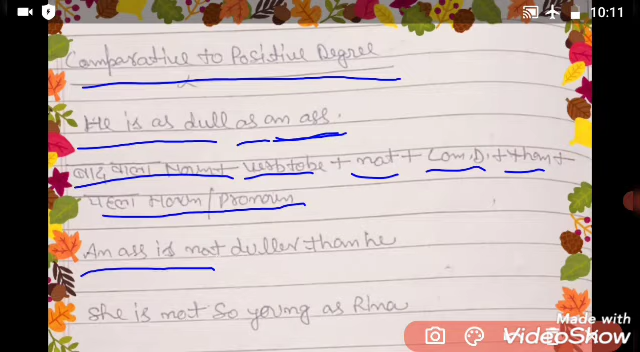 10:11
Comparative to Positive Degree
He is as dull as an ass.
बाद वाला Noun + Verb to be + not + Com.D. + than +
पहला Noun / Pronoun
An ass is not duller than he
She is not so young as Rina
Made with
VideoShow